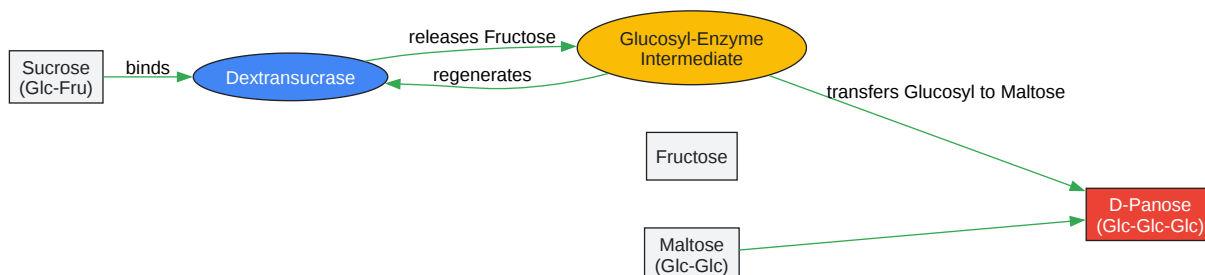 Sucrose
(Glc-Fru)
binds
Dextransucrase
releases Fructose
regenerates
Glucosyl-Enzyme
Intermediate
transfers Glucosyl to Maltose
Fructose
Maltose
(Glc-Glc)
D-Panose
(Glc-Glc-Glc)